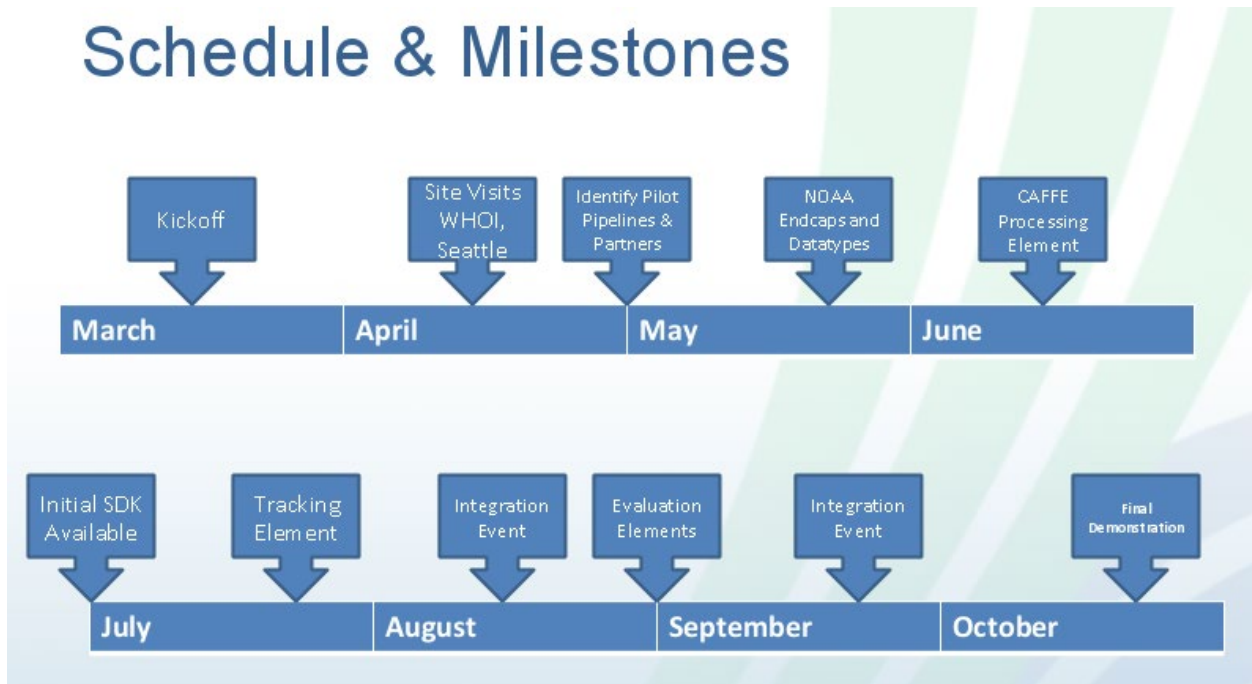 Schedule & Milestones
Kickoff
Site Visits
WHOI,
Seattle
Identify Pilot
Pipelines &
Partners
NOAA
Endcaps and
Datatypes
CAFFE
Processing
Element
March
April
May
June
Initial SDK
Available
Tracking
Element
Integration
Event
Evaluation
Elements
Integration
Event
Final
Demonstration
July
August
September
October